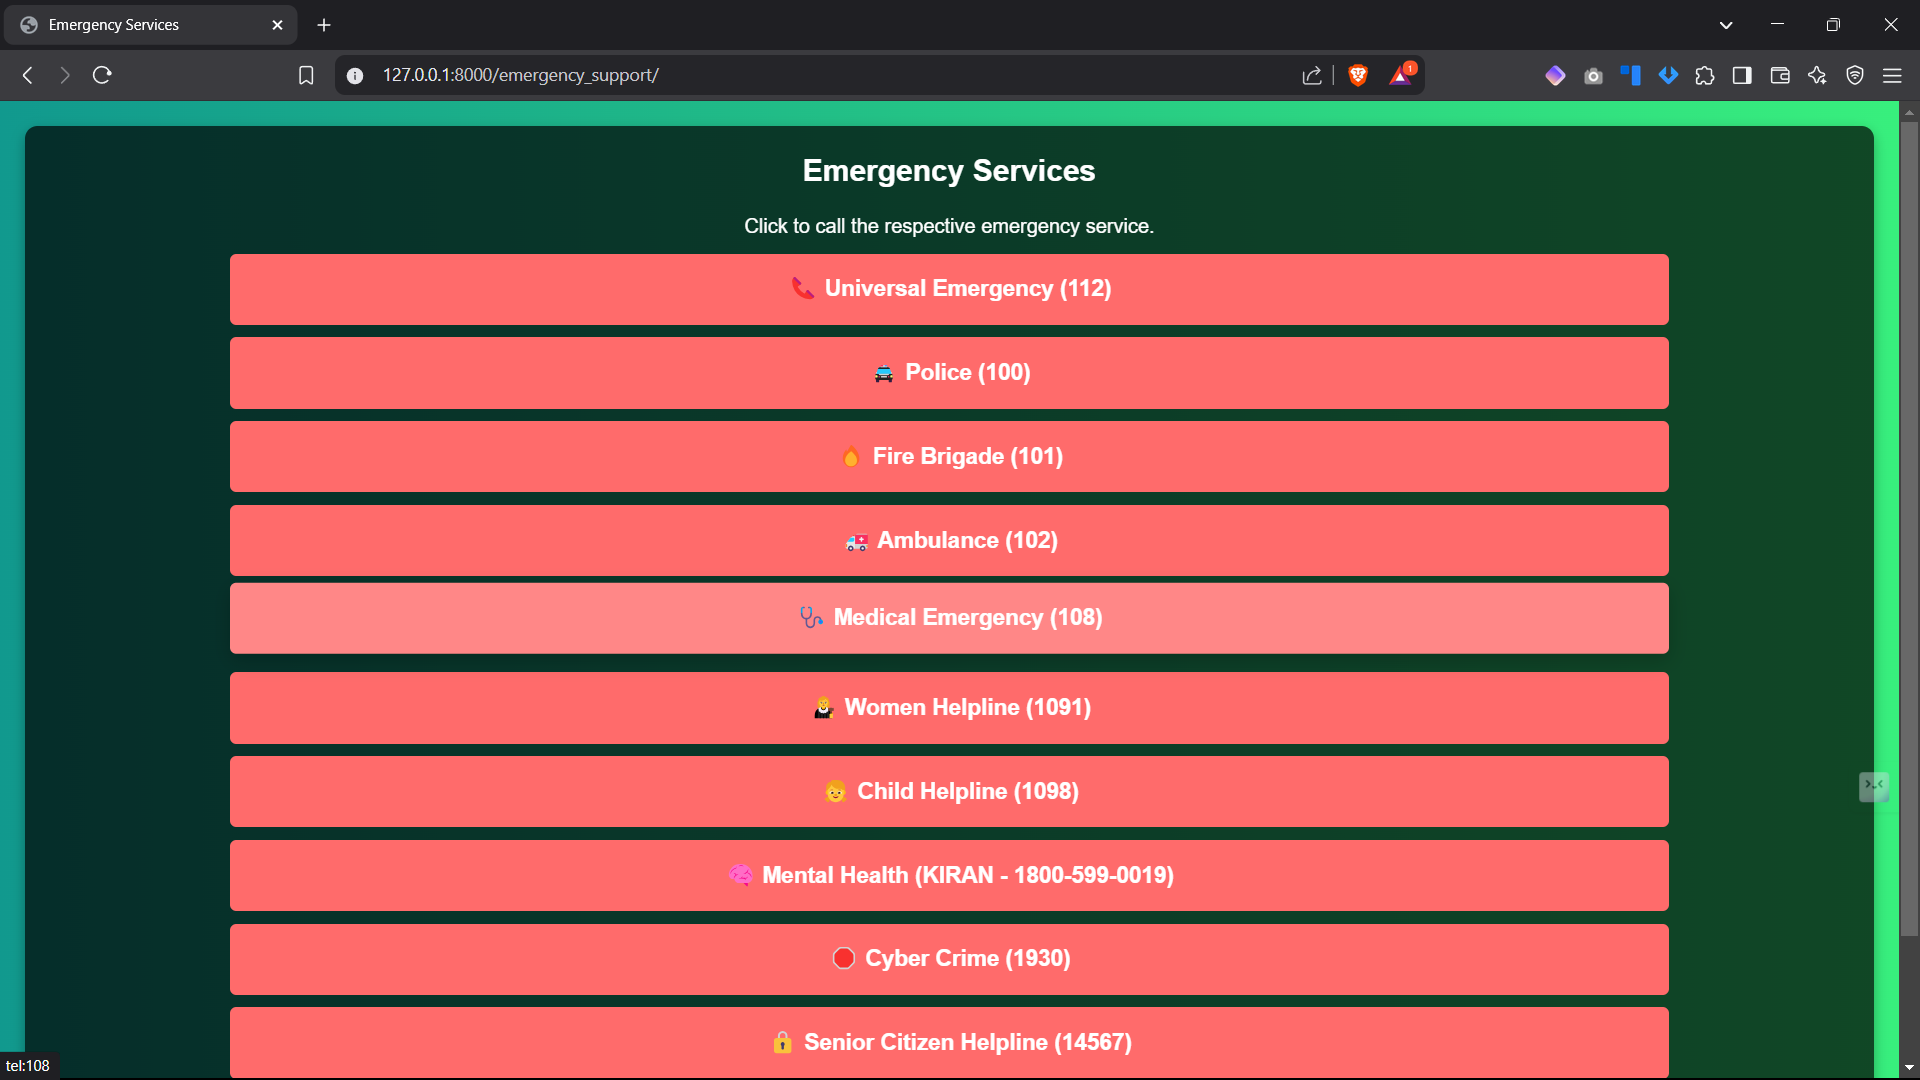 Emergency Services
127.0.0.1:8000/emergency_support/
1
Emergency Services
Click to call the respective emergency service.
📞 Universal Emergency (112)
🚔 Police (100)
🔥 Fire Brigade (101)
🚑 Ambulance (102)
🩺 Medical Emergency (108)
Women Helpline (1091)
Child Helpline (1098)
🧠 Mental Health (KIRAN - 1800-599-0019)
🛑 Cyber Crime (1930)
🔒 Senior Citizen Helpline (14567)
tel:108